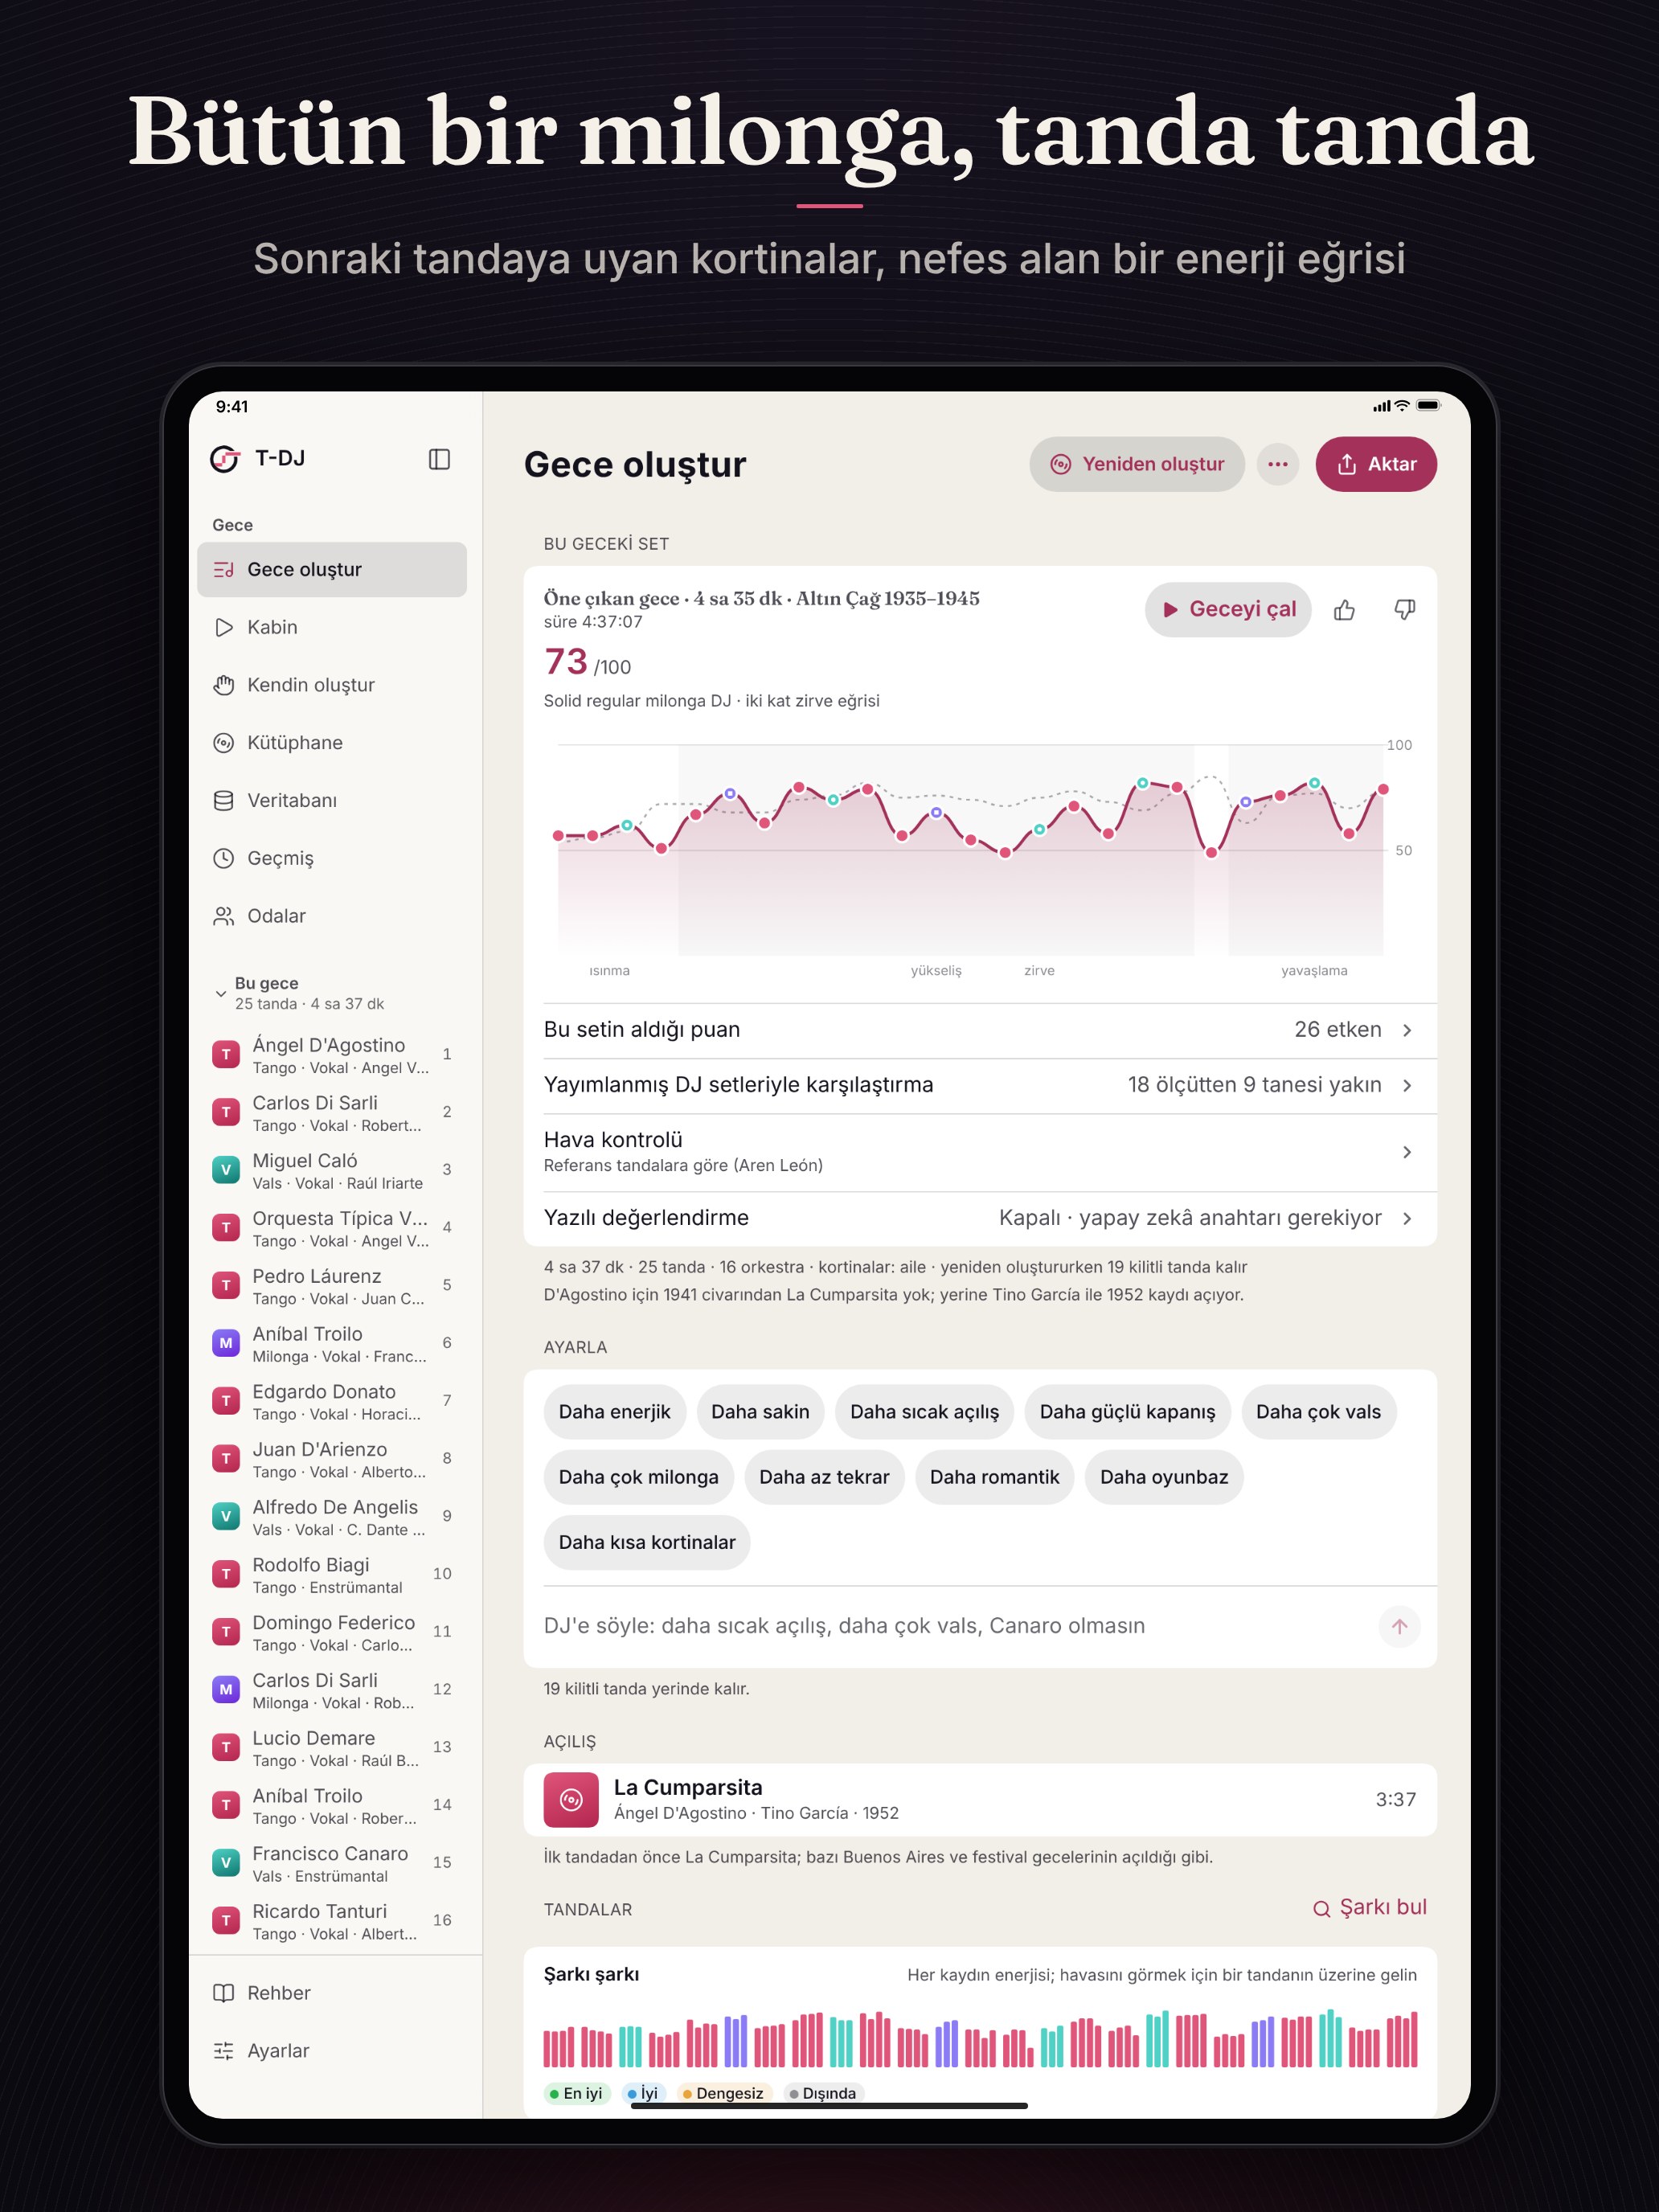 Bütün bir milonga, tanda tanda
Sonraki tandaya uyan kortinalar, nefes alan bir enerji eğrisi
9:41
T-DJ
Gece
Gece oluştur
Kabin
Kendin oluştur
Kütüphane
Veritabanı
Geçmiş
Odalar
Bu gece
25 tanda · 4 sa 37 dk
T Ángel D'Agostino 1
Tango · Vokal · Angel V...
T Carlos Di Sarli 2
Tango · Vokal · Robert...
V Miguel Caló 3
Vals · Vokal · Raúl Iriarte
T Orquesta Típica V... 4
Tango · Vokal · Angel V...
T Pedro Láurenz 5
Tango · Vokal · Juan C...
M Aníbal Troilo 6
Milonga · Vokal · Franc...
T Edgardo Donato 7
Tango · Vokal · Horaci...
T Juan D'Arienzo 8
Tango · Vokal · Alberto...
V Alfredo De Angelis 9
Vals · Vokal · C. Dante ...
T Rodolfo Biagi 10
Tango · Enstrümantal
T Domingo Federico 11
Tango · Vokal · Carlo...
M Carlos Di Sarli 12
Milonga · Vokal · Rob...
T Lucio Demare 13
Tango · Vokal · Raúl B...
T Aníbal Troilo 14
Tango · Vokal · Rober...
V Francisco Canaro 15
Vals · Enstrümantal
T Ricardo Tanturi 16
Tango · Vokal · Albert...
Rehber
Ayarlar
Gece oluştur
Yeniden oluştur
Aktar
BU GECEKİ SET
Öne çıkan gece · 4 sa 35 dk · Altın Çağ 1935–1945
süre 4:37:07
Geceyi çal
73 /100
Solid regular milonga DJ · iki kat zirve eğrisi
100
50
ısınma yükseliş zirve yavaşlama
Bu setin aldığı puan 26 etken
Yayımlanmış DJ setleriyle karşılaştırma 18 ölçütten 9 tanesi yakın
Hava kontrolü
Referans tandalara göre (Aren León)
Yazılı değerlendirme Kapalı · yapay zekâ anahtarı gerekiyor
4 sa 37 dk · 25 tanda · 16 orkestra · kortinalar: aile · yeniden oluştururken 19 kilitli tanda kalır
D'Agostino için 1941 civarından La Cumparsita yok; yerine Tino García ile 1952 kaydı açıyor.
AYARLA
Daha enerjik Daha sakin Daha sıcak açılış Daha güçlü kapanış Daha çok vals
Daha çok milonga Daha az tekrar Daha romantik Daha oyunbaz
Daha kısa kortinalar
DJ'e söyle: daha sıcak açılış, daha çok vals, Canaro olmasın
19 kilitli tanda yerinde kalır.
AÇILIŞ
La Cumparsita
Ángel D'Agostino · Tino García · 1952
3:37
İlk tandadan önce La Cumparsita; bazı Buenos Aires ve festival gecelerinin açıldığı gibi.
TANDALAR
Şarkı bul
Şarkı şarkı
Her kaydın enerjisi; havasını görmek için bir tandanın üzerine gelin
En iyi İyi Dengesiz Dışında